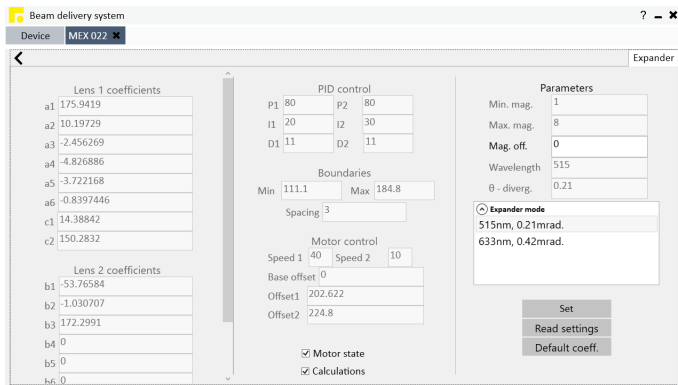 Beam delivery system
?
Device
MEX 022
Expander
Lens 1 coefficients
a1 175.9419
a2 10.19729
a3 -2.456269
a4 -4.826886
a5 -3.722168
a6 -0.8397446
c1 14.38842
c2 150.2832
Lens 2 coefficients
b1 -53.76584
b2 -1.030707
b3 172.2991
b4 0
b5 0
b6 0
PID control
P1 80 P2 80
I1 20 I2 30
D1 11 D2 11
Boundaries
Min 111.1 Max 184.8
Spacing 3
Motor control
Speed 1 40 Speed 2 10
Base offset 0
Offset1 202.622
Offset2 224.8
Motor state
Calculations
Parameters
Min. mag. 1
Max. mag. 8
Mag. off. 0
Wavelength 515
θ - diverg. 0.21
Expander mode
515nm, 0.21mrad.
633nm, 0.42mrad.
Set
Read settings
Default coeff.